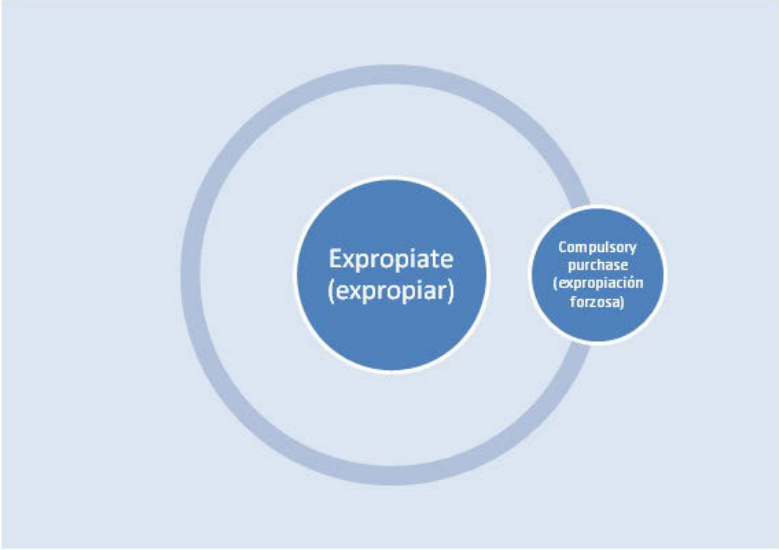 Expropiate
(expropiar)
Compulsory
purchase
(expropiación
forzosa)